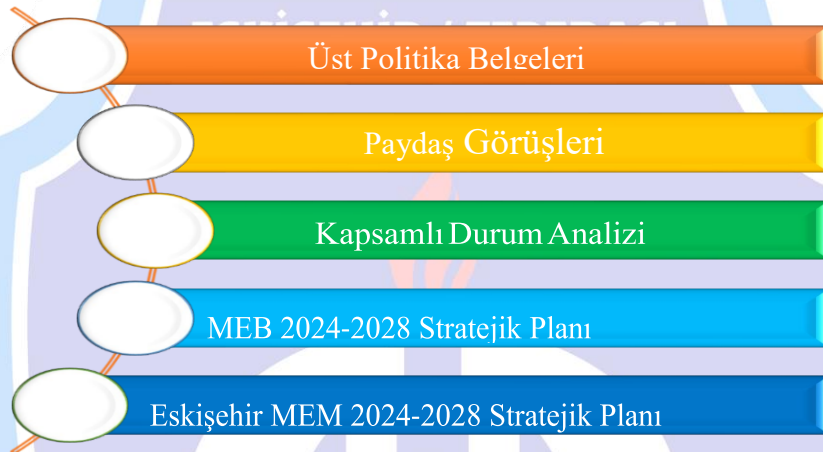 Üst Politika Belgeleri
Paydaş Görüşleri
Kapsamlı Durum Analizi
MEB 2024-2028 Stratejik Planı
Eskişehir MEM 2024-2028 Stratejik Planı